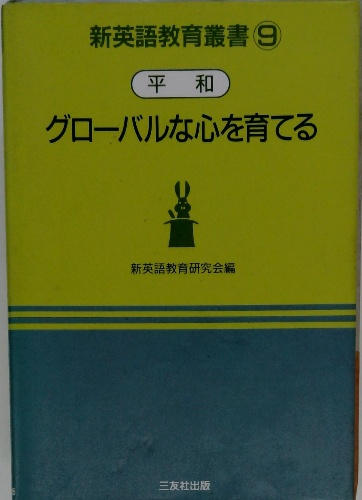 新英語教育叢書⑨
平 和
グローバルな心を育てる
新英語教育研究会編
三友社出版